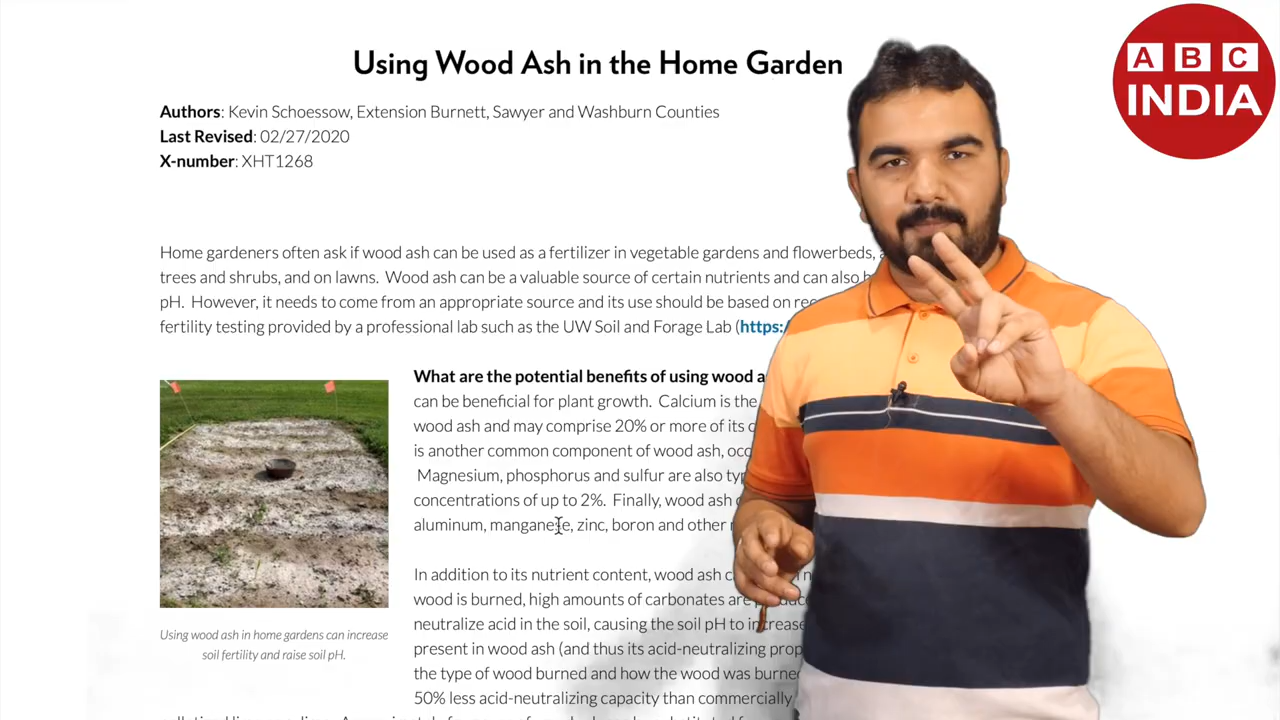 Using Wood Ash in the Home Garden
Authors: Kevin Schoessow, Extension Burnett, Sawyer and Washburn Counties
Last Revised: 02/27/2020
X-number: XHT1268
Home gardeners often ask if wood ash can be used as a fertilizer in vegetable gardens and flowerbeds,
trees and shrubs, and on lawns. Wood ash can be a valuable source of certain nutrients and can also
pH. However, it needs to come from an appropriate source and its use should be based on
fertility testing provided by a professional lab such as the UW Soil and Forage Lab (https:/
What are the potential benefits of using wood
can be beneficial for plant growth. Calcium is the
wood ash and may comprise 20% or more of its
is another common component of wood ash,
Magnesium, phosphorus and sulfur are also
concentrations of up to 2%. Finally, wood ash
aluminum, manganese, zinc, boron and other
In addition to its nutrient content, wood ash
wood is burned, high amounts of carbonates are
neutralize acid in the soil, causing the soil pH to increase
present in wood ash (and thus its acid-neutralizing
the type of wood burned and how the wood was burned
50% less acid-neutralizing capacity than commercially
Using wood ash in home gardens can increase
soil fertility and raise soil pH.
A B C
INDIA